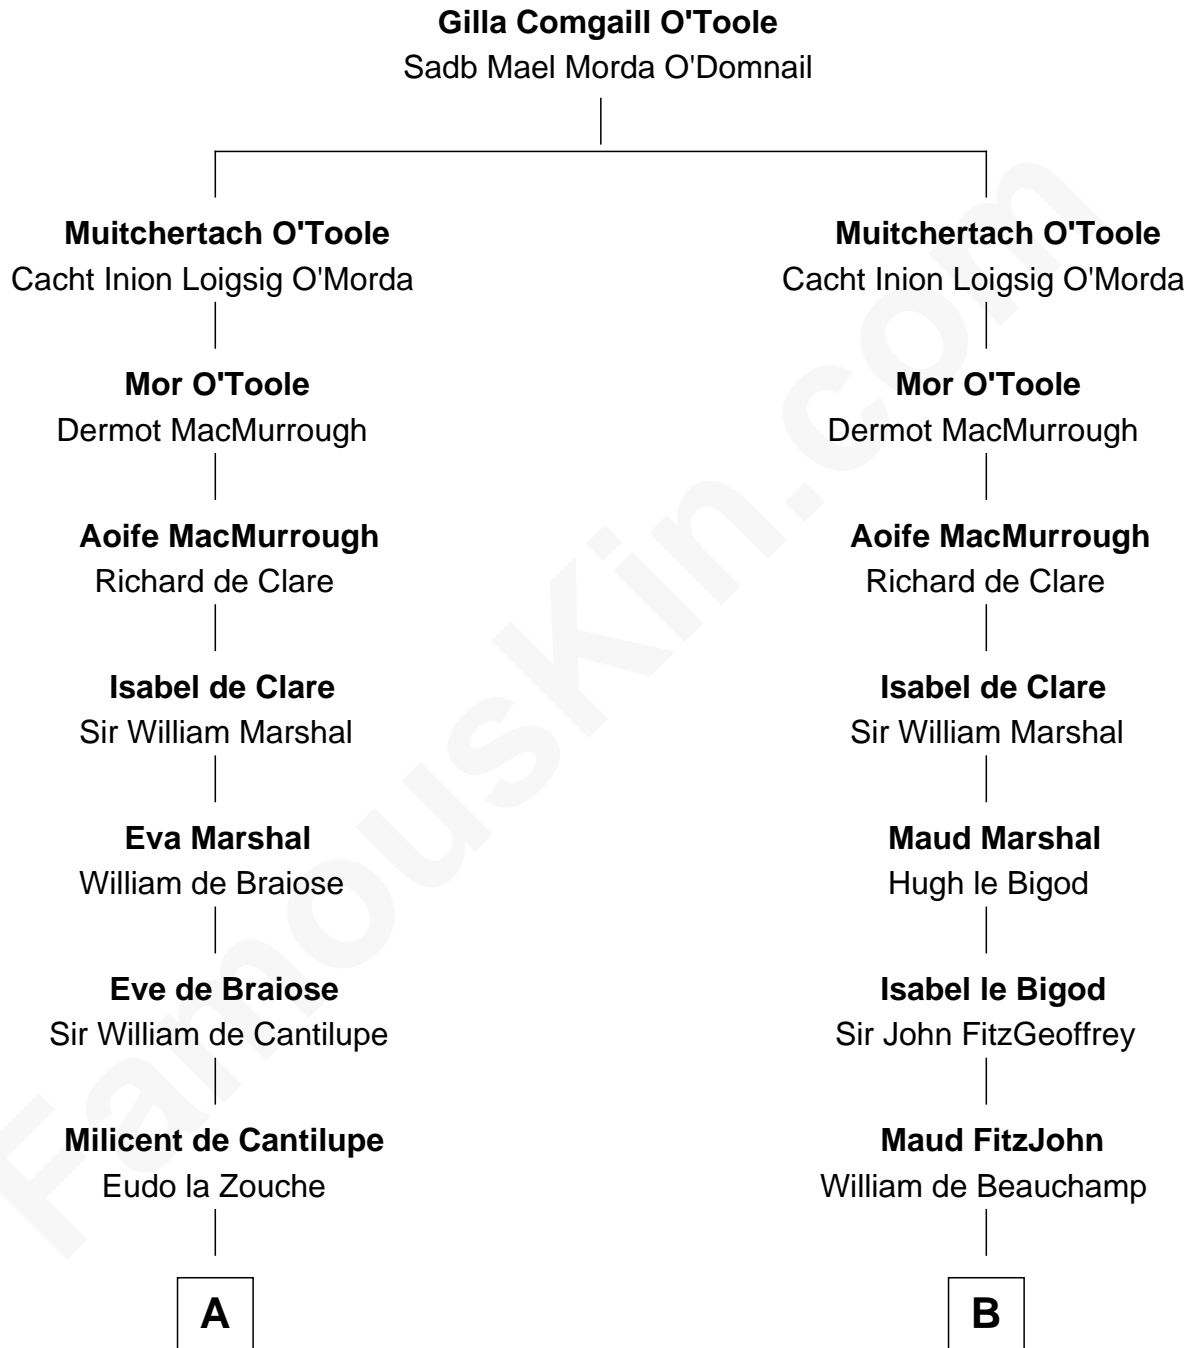 Gilla Comgaill O'Toole
Sadb Mael Morda O'Domnail
Muitchertach O'Toole
Cacht Inion Loigsig O'Morda
Mor O'Toole
Dermot MacMurrough
Aoife MacMurrough
Richard de Clare
Isabel de Clare
Sir William Marshal
Eva Marshal
William de Braiose
Eve de Braiose
Sir William de Cantilupe
Milicent de Cantilupe
Eudo la Zouche
A
Muitchertach O'Toole
Cacht Inion Loigsig O'Morda
Mor O'Toole
Dermot MacMurrough
Aoife MacMurrough
Richard de Clare
Isabel de Clare
Sir William Marshal
Maud Marshal
Hugh le Bigod
Isabel le Bigod
Sir John FitzGeoffrey
Maud FitzJohn
William de Beauchamp
B
FamousKin.com